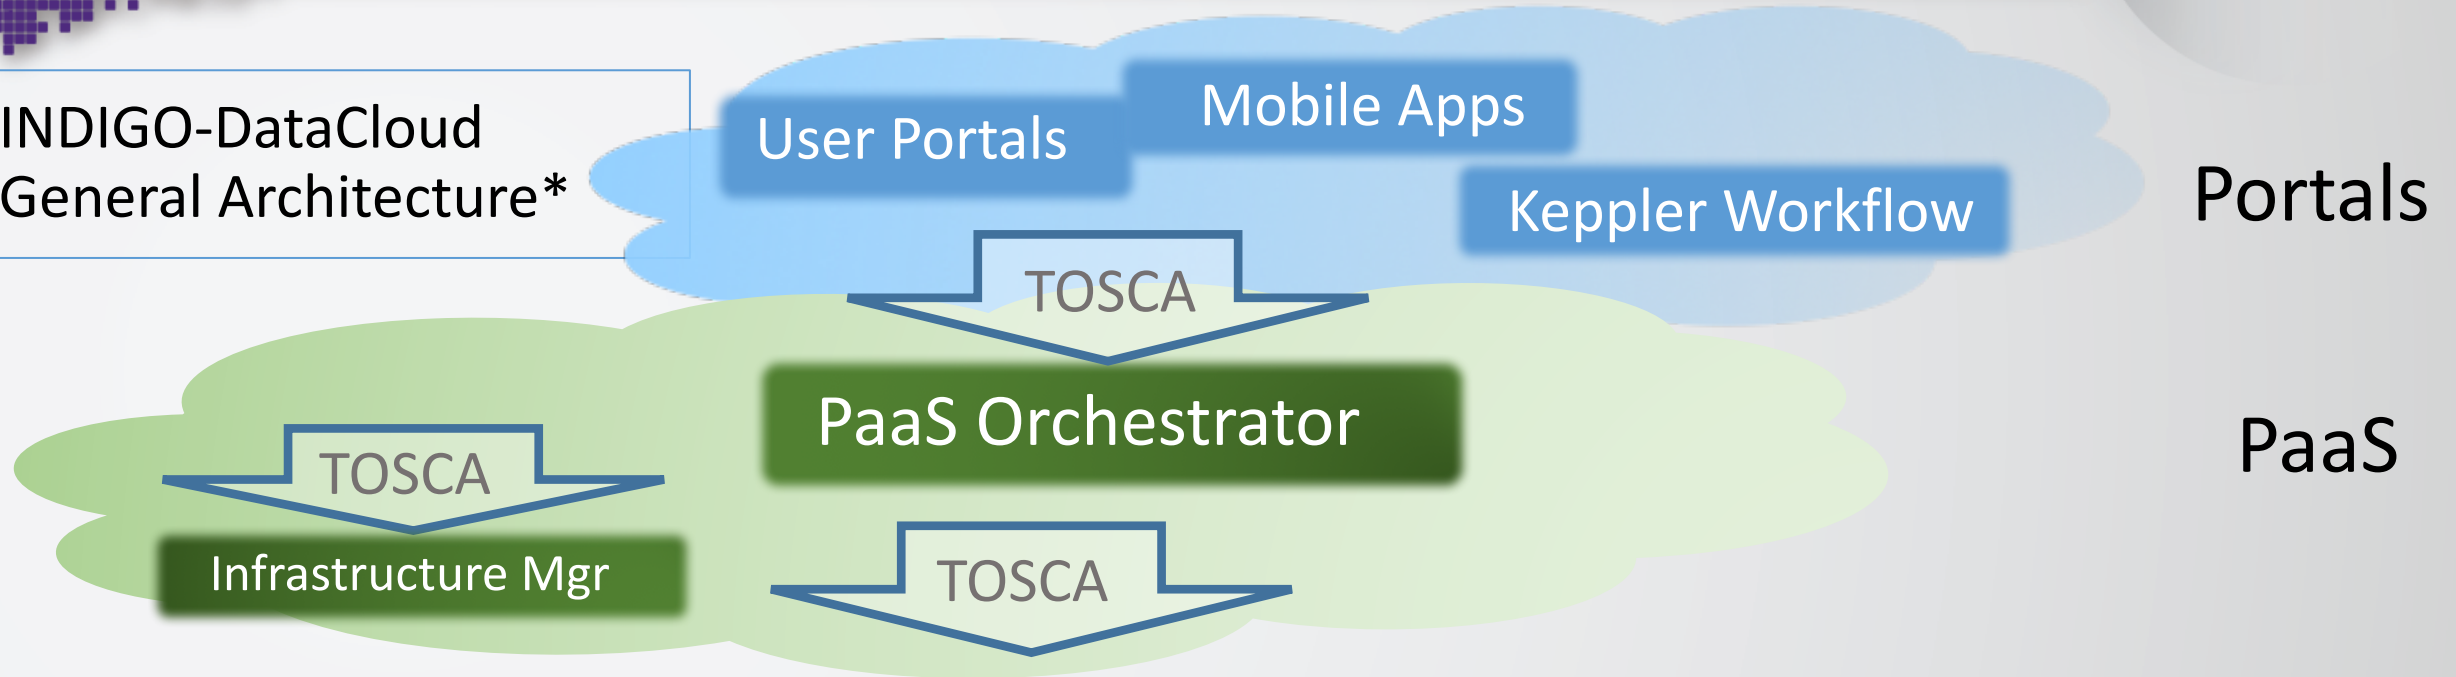 INDIGO-DataCloud
General Architecture*
User Portals
Mobile Apps
Keppler Workflow
Portals
TOSCA
PaaS Orchestrator
PaaS
TOSCA
Infrastructure Mgr
TOSCA